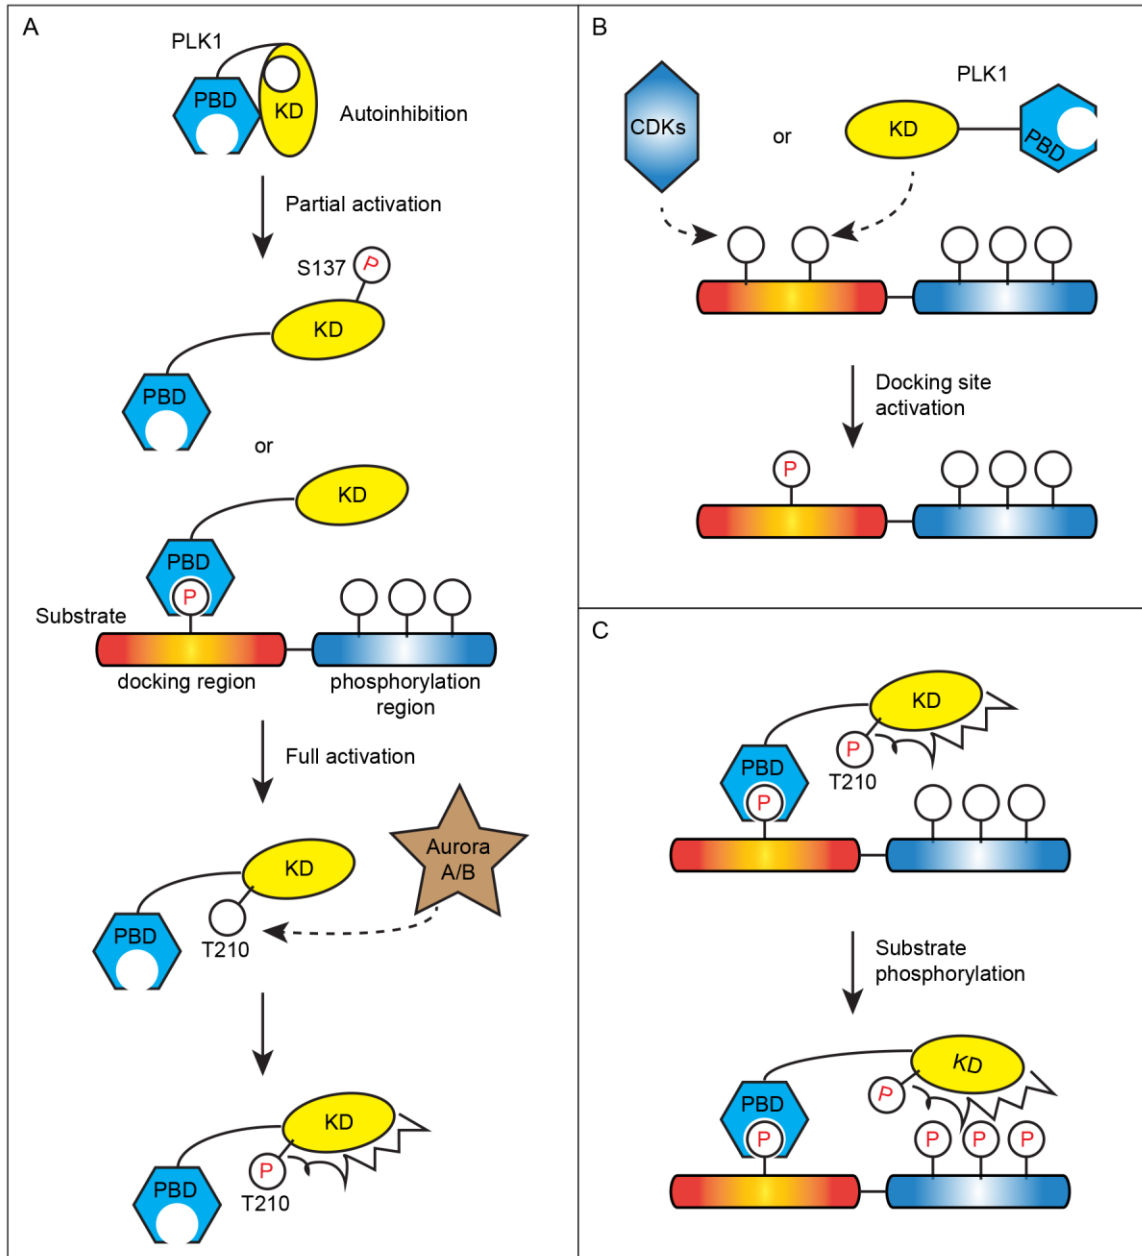 A
PLK1
PBD
KD
Autoinhibition
Partial activation
S137
P
KD
PBD
or
KD
PBD
P
Substrate
docking region
phosphorylation
region
Full activation
Aurora
A/B
KD
PBD
T210
KD
PBD
P
T210
B
PLK1
CDKs
or
KD
PBD
Docking site
activation
P
C
KD
P
PBD
T210
P
Substrate
phosphorylation
KD
P
PBD
P
P
P
P